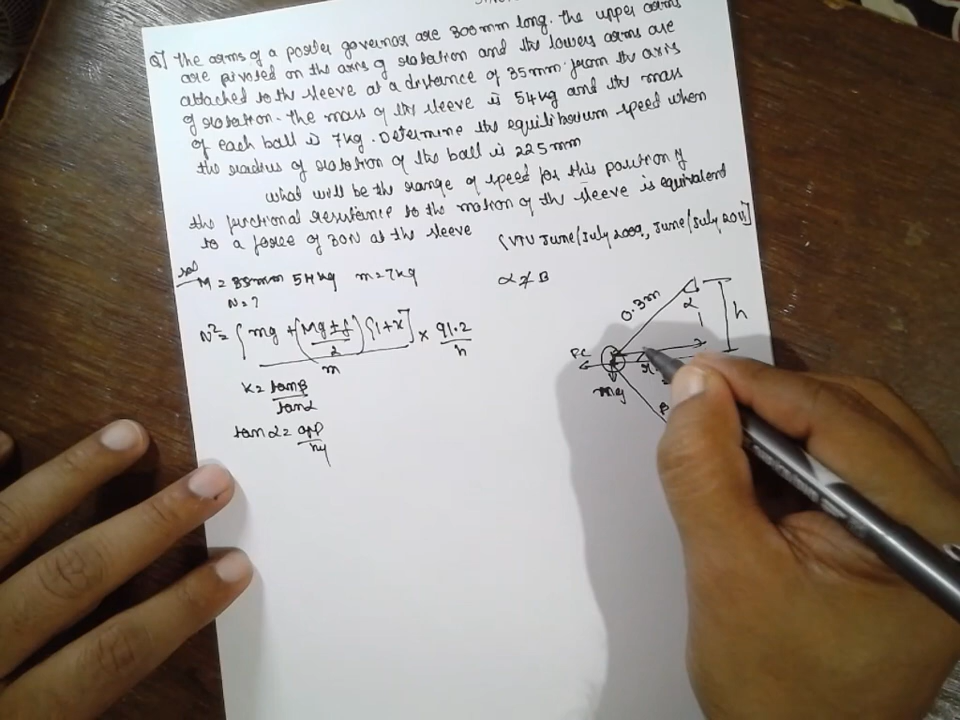 Q] The arms of a porter governor are 300mm long. The upper arms
are pivoted on the axis of rotation and the lower arms are
attached to the sleeve at a distance of 35mm from the axis
of rotation. The mass of the sleeve is 54kg and the mass
of each ball is 7kg. Determine the equilibrium speed when
the radius of rotation of the ball is 225mm
what will be the range of speed for this position if
the frictional resistance to the motion of the sleeve is equivalent
to a force of 30N at the sleeve
(VTU June/July 2009, June/July 2011]
Sol M = 54kg m = 7kg α ≠ β
N = ?
N² = [mg + (Mg ± f / 2) (1+k] / m × 91.2 / h
K = tanβ / tanα
tanα = opp / hy
0.3m
α
h
Fc
r
mg
β